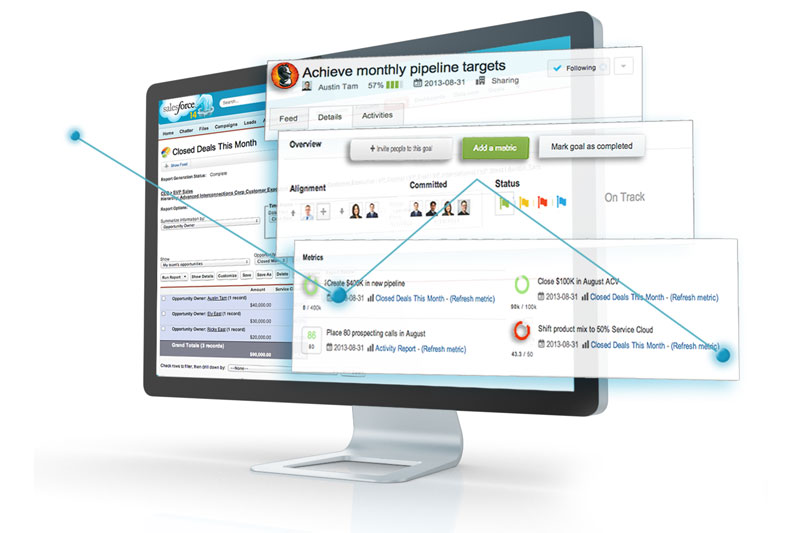 Achieve monthly pipeline targets
Following
Austin Tam 57% 2013-08-31 Sharing
Feed Details Activities
salesforce
14
Search...
Home Chatter Files Campaigns Leads
Closed Deals This Month
Show Feed
Report Generation Status: Complete
Report Options:
Summarize information by:
Opportunity Owner
Show
My team's opportunities
Run Report Show Details Customize Save Save As Delete
Amount
Opportunity Owner: Austin Tam (1 record)
$40,000.00
Opportunity Owner: Ely East (1 record)
$30,000.00
Opportunity Owner: Ricky East (1 record)
$20,000.00
Grand Totals (3 records)
$90,000.00
Check rows to filter, then drill down by: --None--
Overview
Invite people to this goal
Add a metric
Mark goal as completed
Alignment
Committed
Status
On Track
Metrics
Create $400K in new pipeline
2013-08-31 Closed Deals This Month - (Refresh metric)
0 / 400k
Close $100K in August ACV
2013-08-31 Closed Deals This Month - (Refresh metric)
90k / 100k
86
80
Place 80 prospecting calls in August
2013-08-31 Activity Report - (Refresh metric)
Shift product mix to 50% Service Cloud
2013-08-31 Closed Deals This Month - (Refresh metric)
43.3 / 50